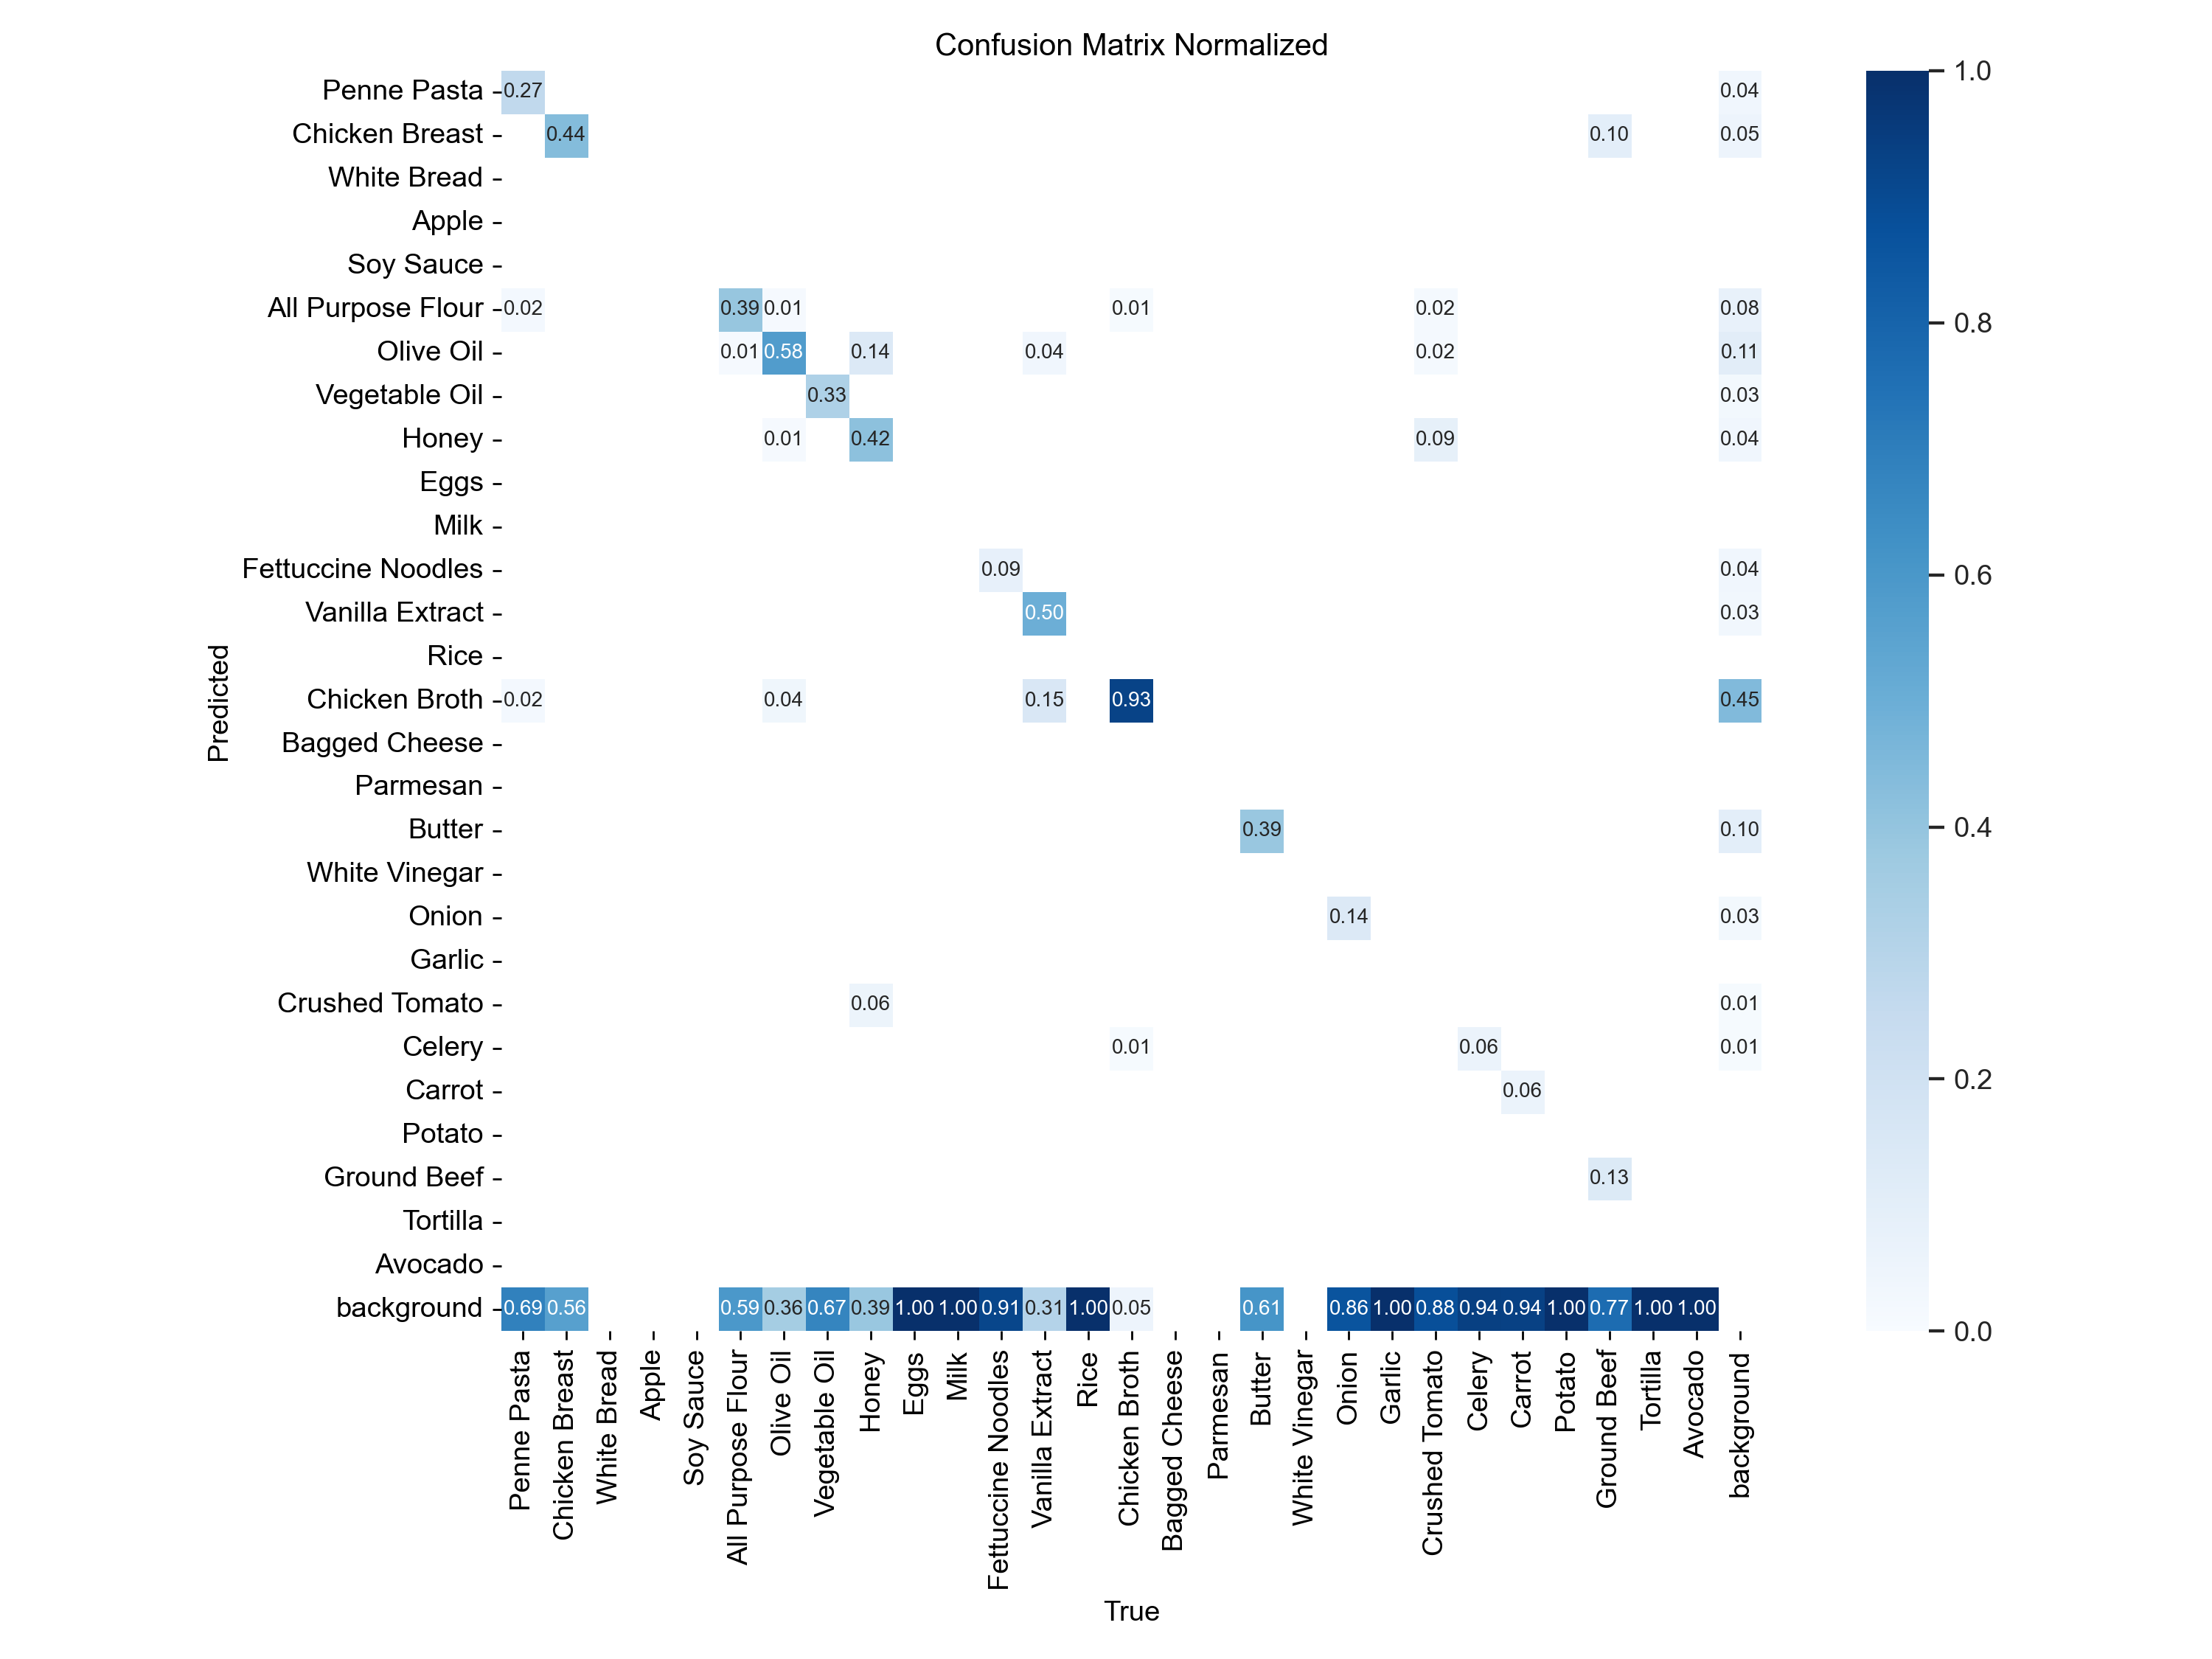 Confusion Matrix Normalized
Penne Pasta 0.27 0.04
Chicken Breast 0.44 0.10 0.05
White Bread
Apple
Soy Sauce
All Purpose Flour 0.02 0.39 0.01 0.01 0.02 0.08
Olive Oil 0.01 0.58 0.14 0.04 0.02 0.11
Vegetable Oil 0.33 0.03
Honey 0.01 0.42 0.09 0.04
Eggs
Milk
Fettuccine Noodles 0.09 0.04
Vanilla Extract 0.50 0.03
Rice
Chicken Broth 0.02 0.04 0.15 0.93 0.45
Bagged Cheese
Parmesan
Butter 0.39 0.10
White Vinegar
Onion 0.14 0.03
Garlic
Crushed Tomato 0.06 0.01
Celery 0.01 0.06 0.01
Carrot 0.06
Potato
Ground Beef 0.13
Tortilla
Avocado
background 0.69 0.56 0.59 0.36 0.67 0.39 1.00 1.00 0.91 0.31 1.00 0.05 0.61 0.86 1.00 0.88 0.94 0.94 1.00 0.77 1.00 1.00
Predicted
Penne Pasta
Chicken Breast
White Bread
Apple
Soy Sauce
All Purpose Flour
Olive Oil
Vegetable Oil
Honey
Eggs
Milk
Fettuccine Noodles
Vanilla Extract
Rice
Chicken Broth
Bagged Cheese
Parmesan
Butter
White Vinegar
Onion
Garlic
Crushed Tomato
Celery
Carrot
Potato
Ground Beef
Tortilla
Avocado
background
True
1.0
0.8
0.6
0.4
0.2
0.0